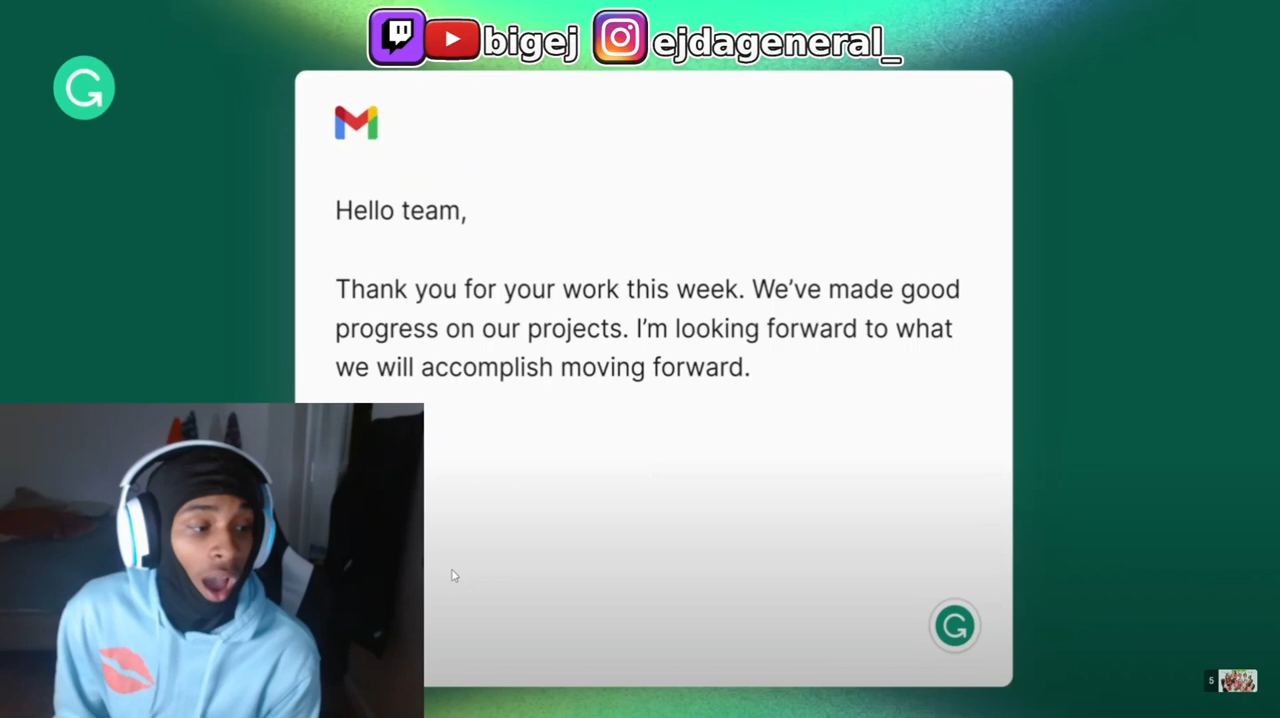 bigej ejdageneral_
Hello team,
Thank you for your work this week. We’ve made good
progress on our projects. I’m looking forward to what
we will accomplish moving forward.
5